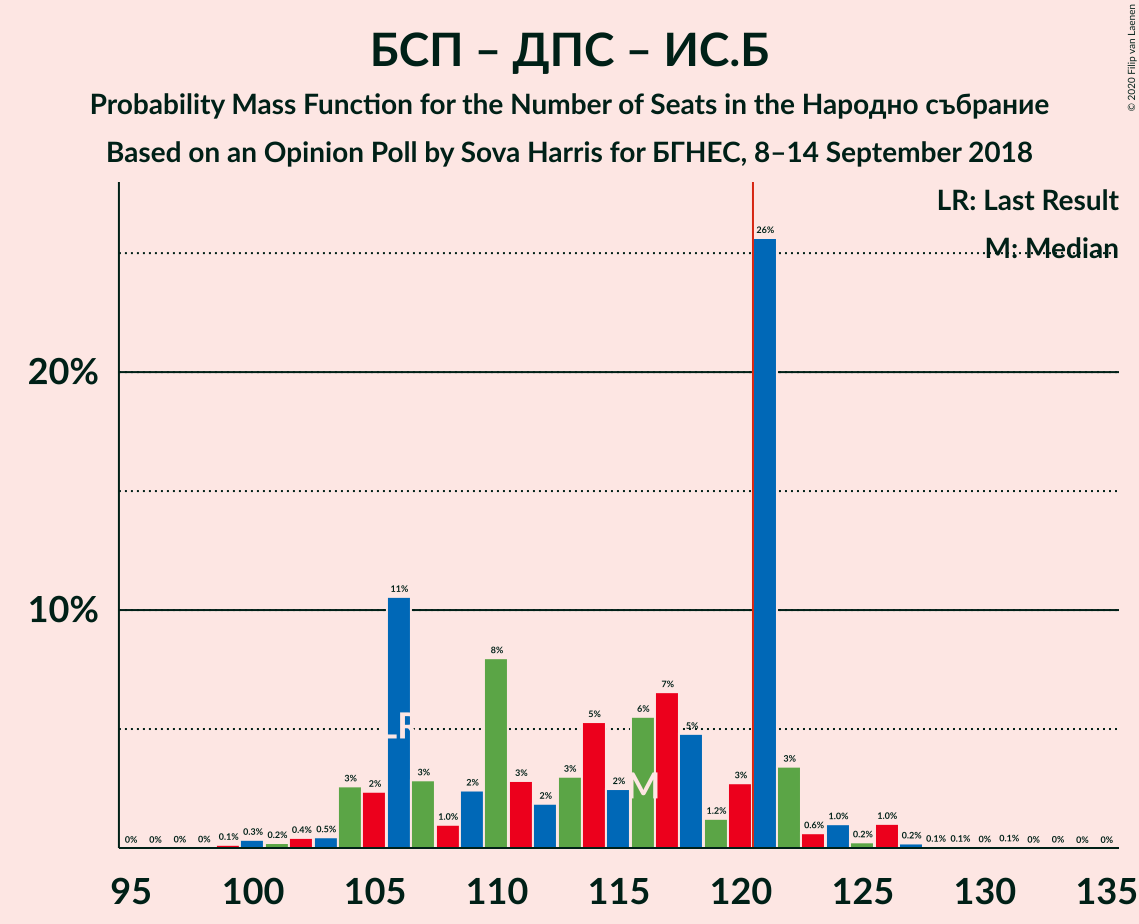 БСП – ДПС – ИС.Б
Probability Mass Function for the Number of Seats in the Народно събрание
Based on an Opinion Poll by Sova Harris for БГНЕС, 8–14 September 2018
© 2020 Filip van Laenen
LR: Last Result
M: Median
20%
10%
0% 0% 0% 0% 0.1% 0.3% 0.2% 0.4% 0.5% 3% 2% 11% 3% 1.0% 2% 8% 3% 2% 3% 5% 2% 6% 7% 5% 1.2% 3% 26% 3% 0.6% 1.0% 0.2% 1.0% 0.2% 0.1% 0.1% 0% 0.1% 0% 0% 0% 0%
LR
M
95 100 105 110 115 120 125 130 135